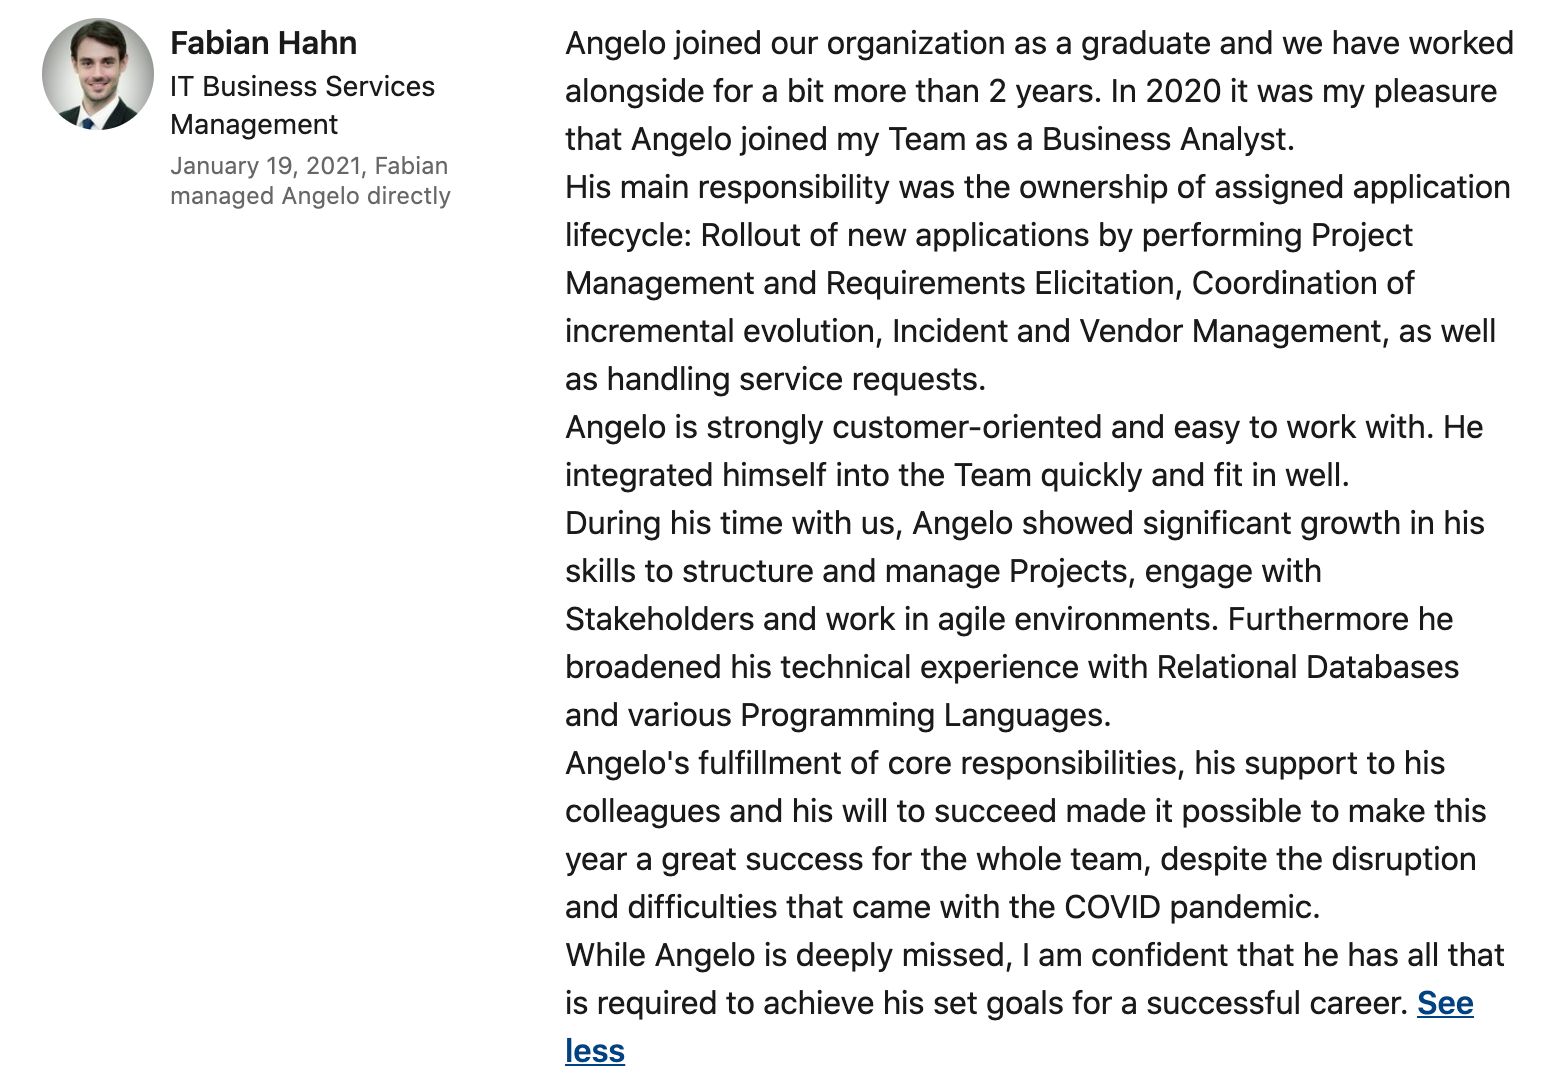 Fabian Hahn
IT Business Services
Management
January 19, 2021, Fabian
managed Angelo directly
Angelo joined our organization as a graduate and we have worked
alongside for a bit more than 2 years. In 2020 it was my pleasure
that Angelo joined my Team as a Business Analyst.
His main responsibility was the ownership of assigned application
lifecycle: Rollout of new applications by performing Project
Management and Requirements Elicitation, Coordination of
incremental evolution, Incident and Vendor Management, as well
as handling service requests.
Angelo is strongly customer-oriented and easy to work with. He
integrated himself into the Team quickly and fit in well.
During his time with us, Angelo showed significant growth in his
skills to structure and manage Projects, engage with
Stakeholders and work in agile environments. Furthermore he
broadened his technical experience with Relational Databases
and various Programming Languages.
Angelo's fulfillment of core responsibilities, his support to his
colleagues and his will to succeed made it possible to make this
year a great success for the whole team, despite the disruption
and difficulties that came with the COVID pandemic.
While Angelo is deeply missed, I am confident that he has all that
is required to achieve his set goals for a successful career. See
less